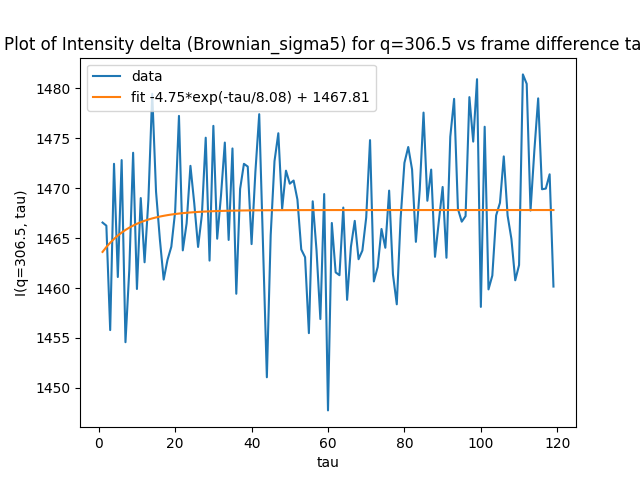 Plot of Intensity delta (Brownian_sigma5) for q=306.5 vs frame difference ta
data
fit -4.75*exp(-tau/8.08) + 1467.81
1480
1475
1470
1465
1460
1455
1450
I(q=306.5, tau)
0 20 40 60 80 100 120
tau